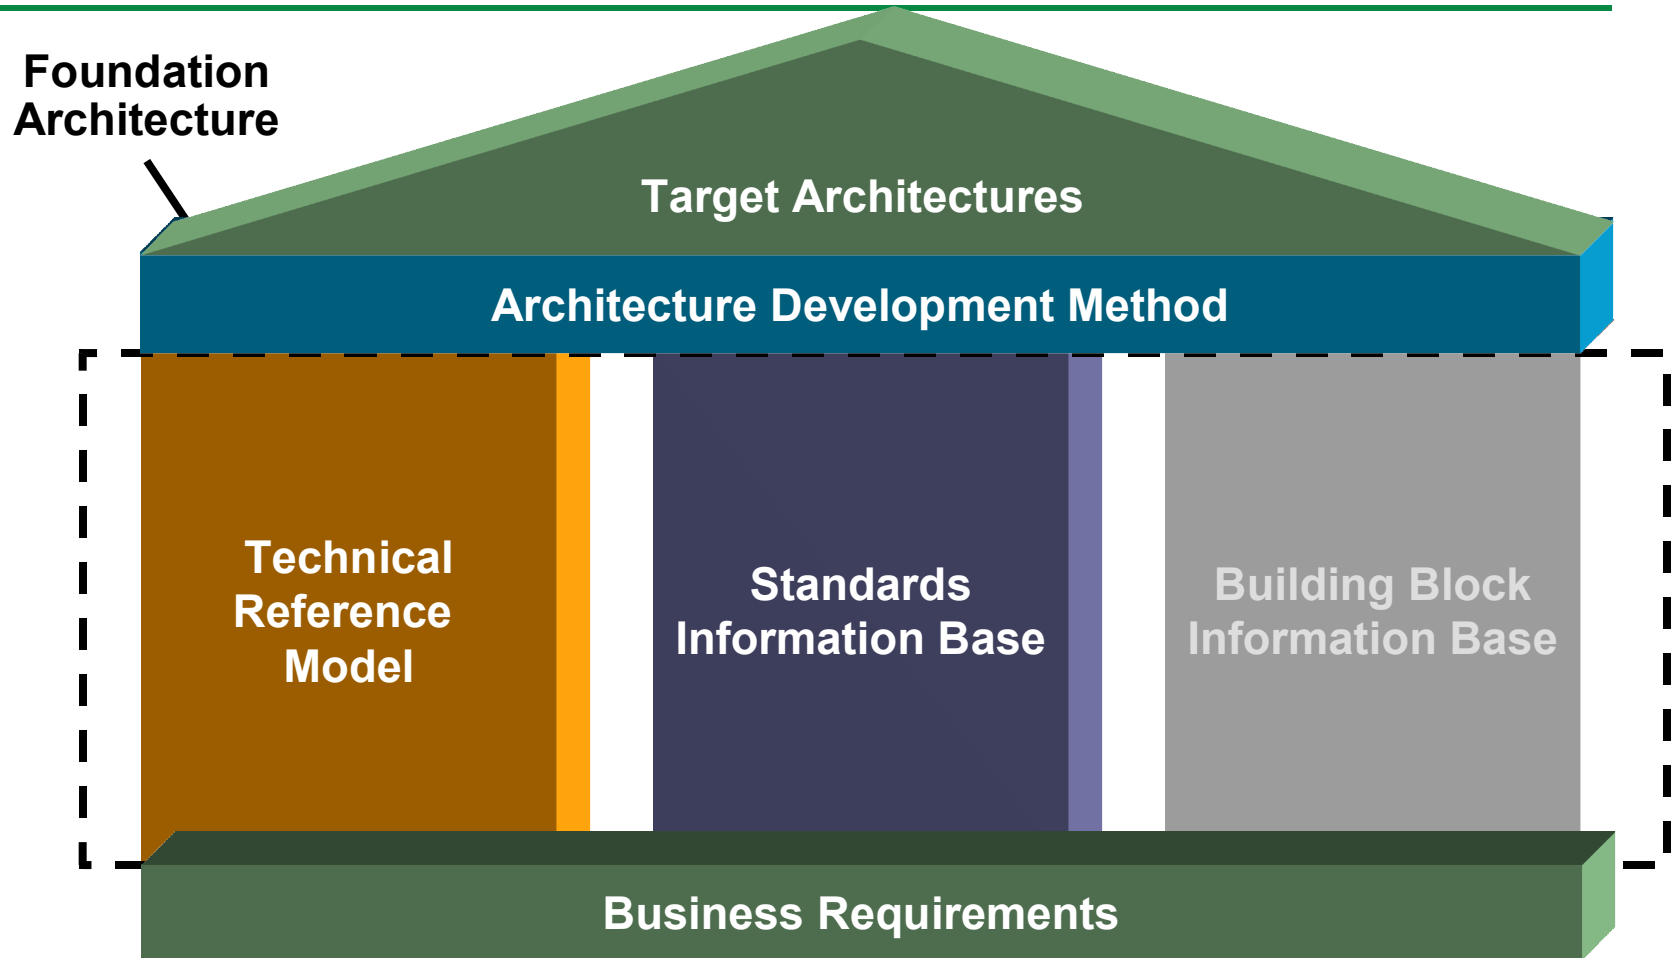 Foundation
Architecture
Target Architectures
Architecture Development Method
Technical
Reference
Model
Standards
Information Base
Building Block
Information Base
Business Requirements